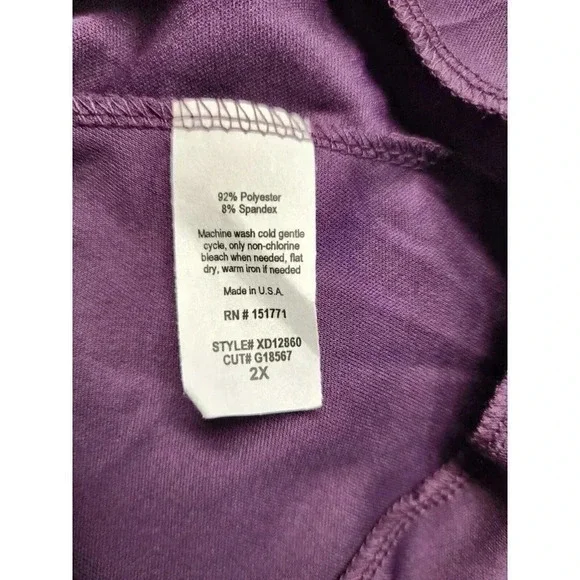 92% Polyester
8% Spandex
Machine wash cold gentle
cycle, only non-chlorine
bleach when needed, flat
dry, warm iron if needed
Made in U.S.A.
RN # 151771
STYLE# XD12860
CUT# G18567
2X